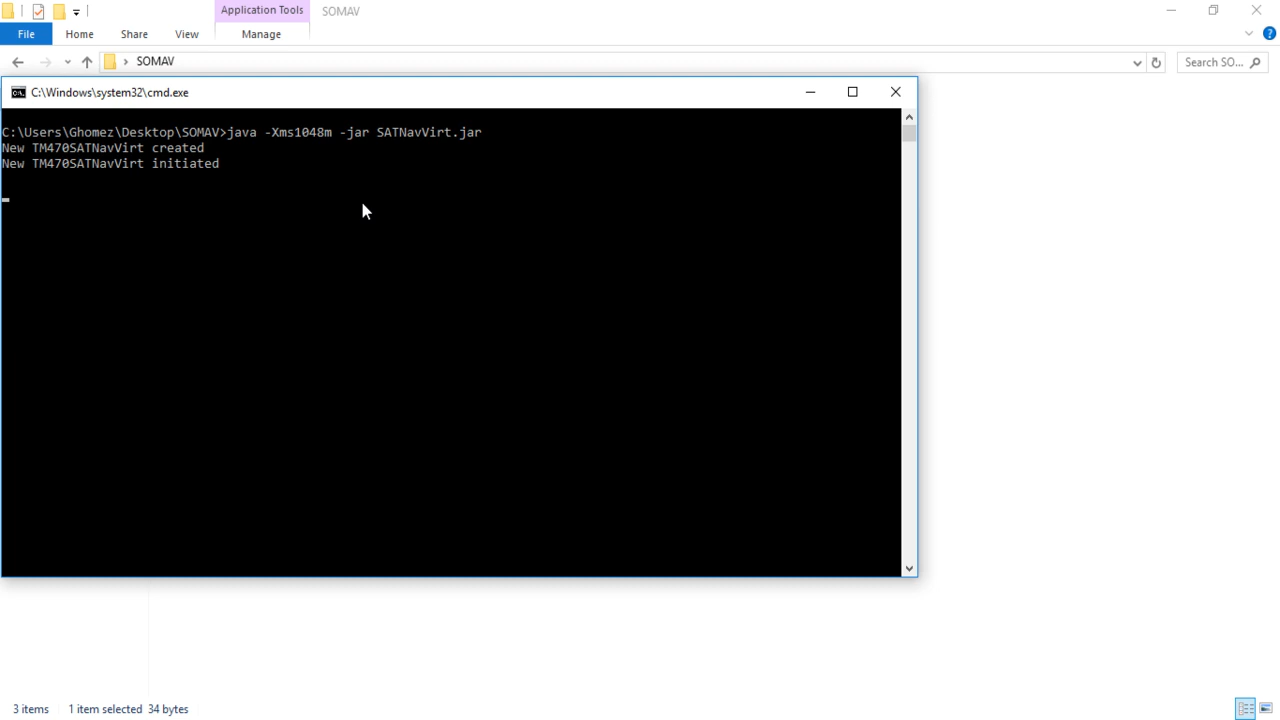 Application Tools
SOMAV
File
Home
Share
View
Manage
SOMAV
Search SO...
C:\Windows\system32\cmd.exe
C:\Users\Ghomez\Desktop\SOMAV>java -Xms1048m -jar SATNavVirt.jar
New TM470SATNavVirt created
New TM470SATNavVirt initiated
3 items
1 item selected 34 bytes